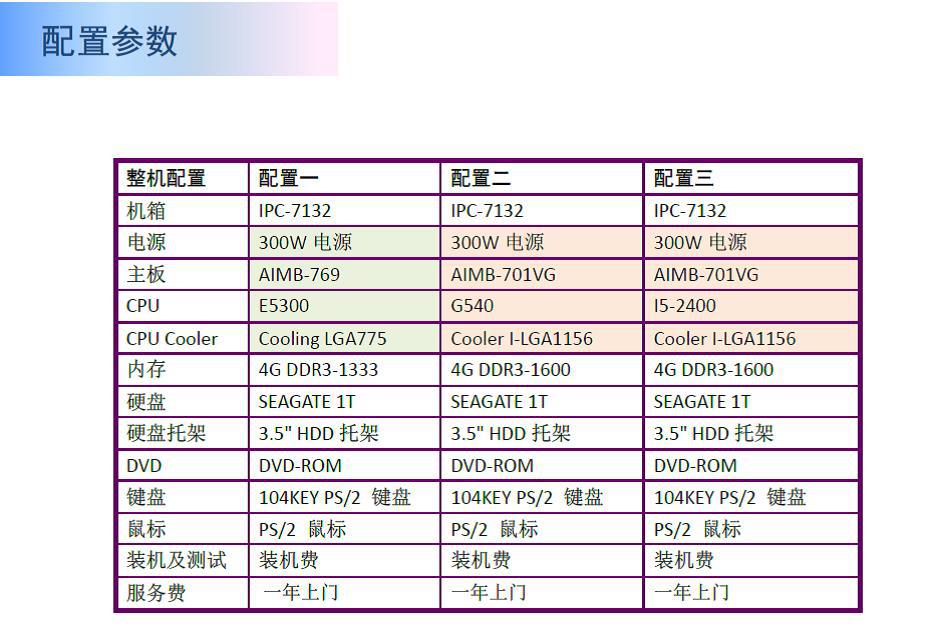 配置参数
整机配置 配置一 配置二 配置三
机箱 IPC-7132 IPC-7132 IPC-7132
电源 300W 电源 300W 电源 300W 电源
主板 AIMB-769 AIMB-701VG AIMB-701VG
CPU E5300 G540 I5-2400
CPU Cooler Cooling LGA775 Cooler I-LGA1156 Cooler I-LGA1156
内存 4G DDR3-1333 4G DDR3-1600 4G DDR3-1600
硬盘 SEAGATE 1T SEAGATE 1T SEAGATE 1T
硬盘托架 3.5" HDD 托架 3.5" HDD 托架 3.5" HDD 托架
DVD DVD-ROM DVD-ROM DVD-ROM
键盘 104KEY PS/2 键盘 104KEY PS/2 键盘 104KEY PS/2 键盘
鼠标 PS/2 鼠标 PS/2 鼠标 PS/2 鼠标
装机及测试 装机费 装机费 装机费
服务费 一年上门 一年上门 一年上门